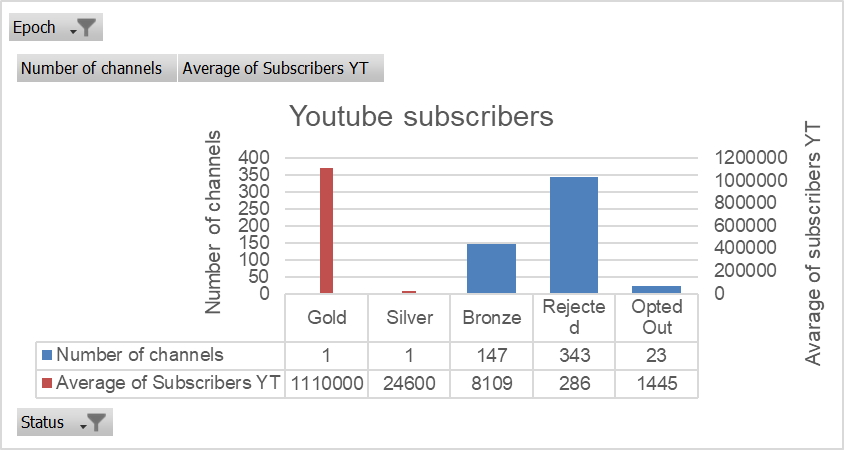 Epoch
Number of channels Average of Subscribers YT
Youtube subscribers
Number of channels
400
350
300
250
200
150
100
50
0
1200000
1000000
800000
600000
400000
200000
0
Avarage of subscribers YT
Gold Silver Bronze Rejecte Opted
d Out
Number of channels 1 1 147 343 23
Average of Subscribers YT 1110000 24600 8109 286 1445
Status